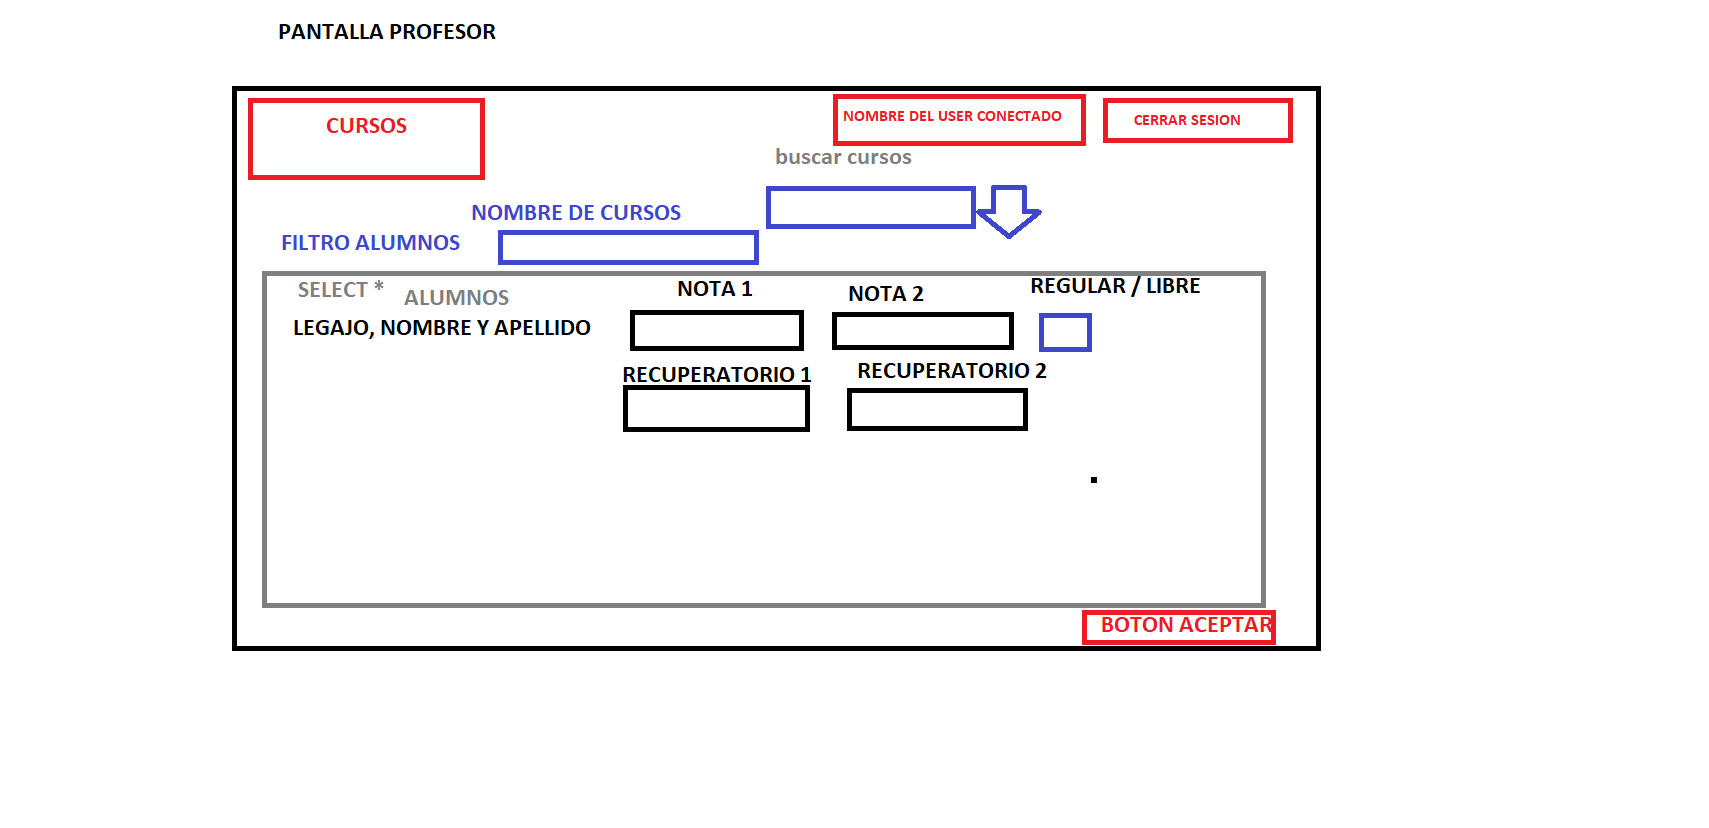 PANTALLA PROFESOR
CURSOS
NOMBRE DEL USER CONECTADO
CERRAR SESION
buscar cursos
NOMBRE DE CURSOS
FILTRO ALUMNOS
SELECT * ALUMNOS
NOTA 1
NOTA 2
REGULAR / LIBRE
LEGAJO, NOMBRE Y APELLIDO
RECUPERATORIO 1
RECUPERATORIO 2
BOTON ACEPTAR